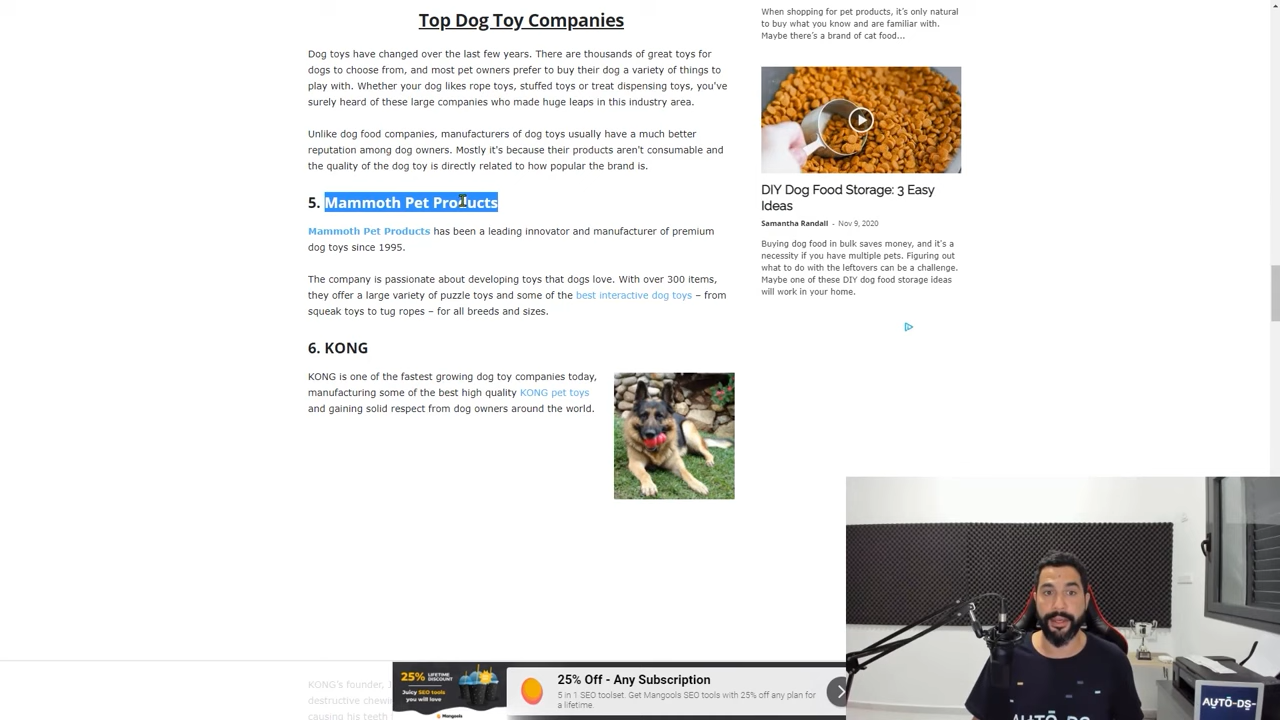 Top Dog Toy Companies
Dog toys have changed over the last few years. There are thousands of great toys for
dogs to choose from, and most pet owners prefer to buy their dog a variety of things to
play with. Whether your dog likes rope toys, stuffed toys or treat dispensing toys, you've
surely heard of these large companies who made huge leaps in this industry area.
Unlike dog food companies, manufacturers of dog toys usually have a much better
reputation among dog owners. Mostly it's because their products aren't consumable and
the quality of the dog toy is directly related to how popular the brand is.
5. Mammoth Pet Products
Mammoth Pet Products has been a leading innovator and manufacturer of premium
dog toys since 1995.
The company is passionate about developing toys that dogs love. With over 300 items,
they offer a large variety of puzzle toys and some of the best interactive dog toys – from
squeak toys to tug ropes – for all breeds and sizes.
6. KONG
KONG is one of the fastest growing dog toy companies today,
manufacturing some of the best high quality KONG pet toys
and gaining solid respect from dog owners around the world.
KONG's founder,
destructive chewi
causing his teeth
When shopping for pet products, it's only natural
to buy what you know and are familiar with.
Maybe there's a brand of cat food...
DIY Dog Food Storage: 3 Easy
Ideas
Samantha Randall - Nov 9, 2020
Buying dog food in bulk saves money, and it's a
necessity if you have multiple pets. Figuring out
what to do with the leftovers can be a challenge.
Maybe one of these DIY dog food storage ideas
will work in your home.
25% LIFETIME
DISCOUNT
Juicy SEO tools
you will love
Mangools
25% Off - Any Subscription
5 in 1 SEO toolset. Get Mangools SEO tools with 25% off any plan for
a lifetime.
AUTŌ-DS
AUTŌ-DS-